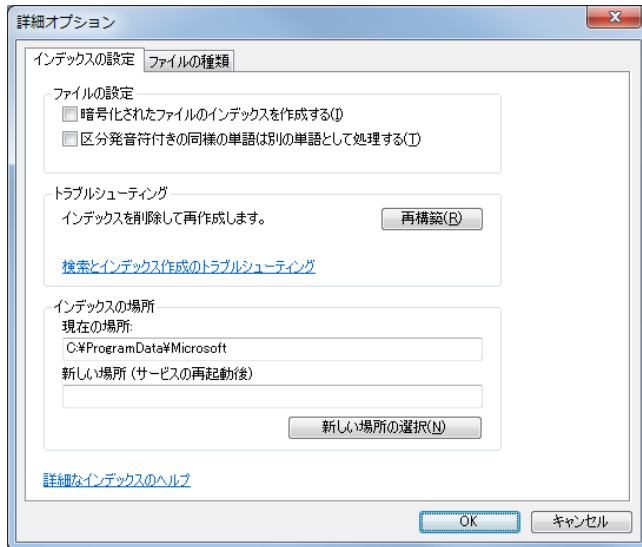 詳細オプション
インデックスの設定 ファイルの種類
ファイルの設定
暗号化されたファイルのインデックスを作成する(I)
区分発音符付きの同様の単語は別の単語として処理する(T)
トラブルシューティング
インデックスを削除して再作成します。 再構築(R)
検索とインデックス作成のトラブルシューティング
インデックスの場所
現在の場所:
C:¥ProgramData¥Microsoft
新しい場所 (サービスの再起動後)
新しい場所の選択(N)
詳細なインデックスのヘルプ
OK キャンセル